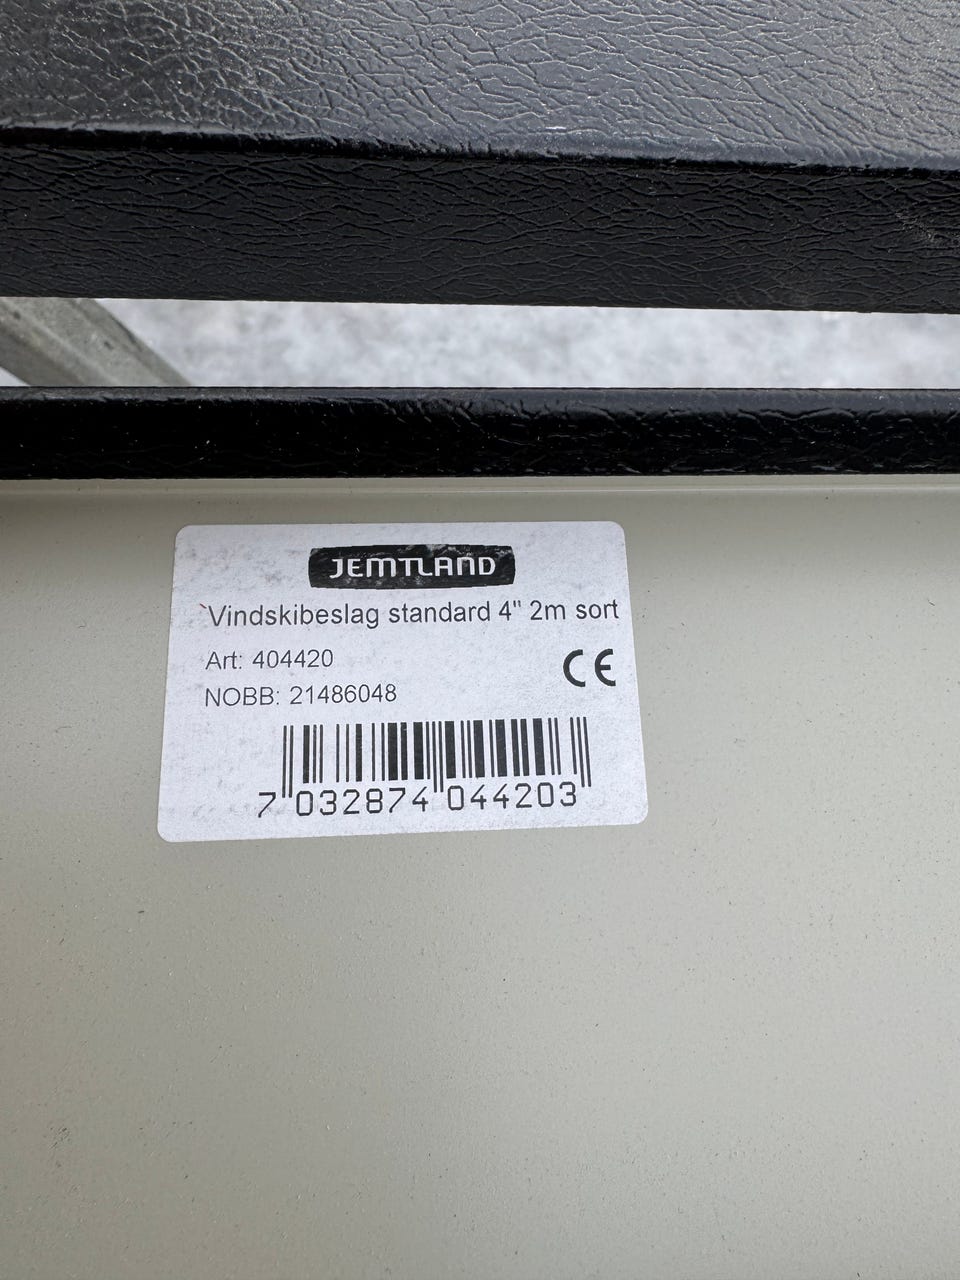 JEMTLAND
`Vindskibeslag standard 4" 2m sort
Art: 404420
NOBB: 21486048
CE
7 032874 044203